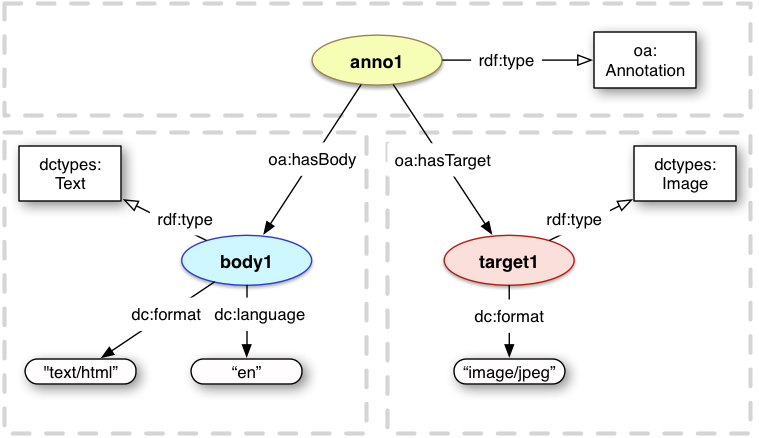 anno1
rdf:type
oa:
Annotation
oa:hasBody
oa:hasTarget
dctypes:
Text
rdf:type
body1
dc:format
dc:language
"text/html”
“en”
dctypes:
Image
rdf:type
target1
dc:format
“image/jpeg”